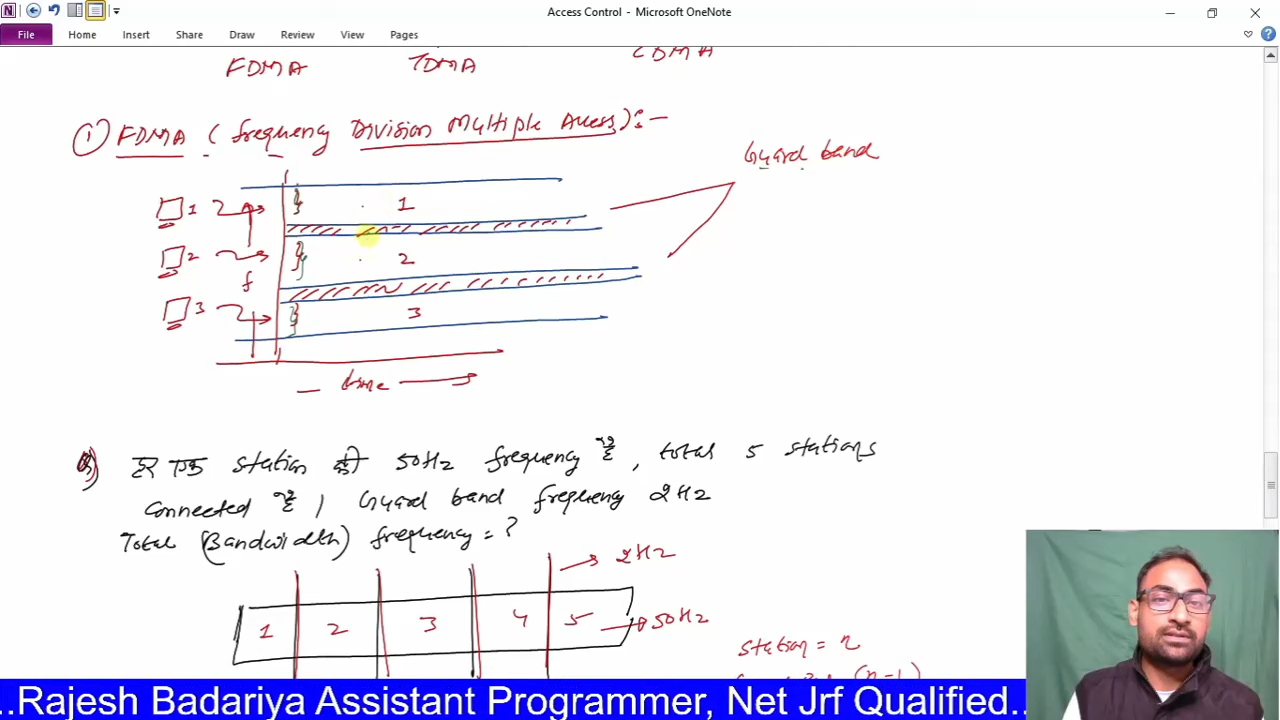 Access Control - Microsoft OneNote
File Home Insert Share Draw Review View Pages
FDMA TDMA CDMA
① FDMA (frequency Division Multiple Access):-
Guard band
1 1
2 2
f
3 3
time
Q) हर एक station की 50Hz frequency है, total 5 stations
Connected है, Guard band frequency 2Hz
Total (Bandwidth) frequency = ?
2Hz
1 2 3 4 5 50Hz
station = n
(n-1)
..Rajesh Badariya Assistant Programmer, Net Jrf Qualified..